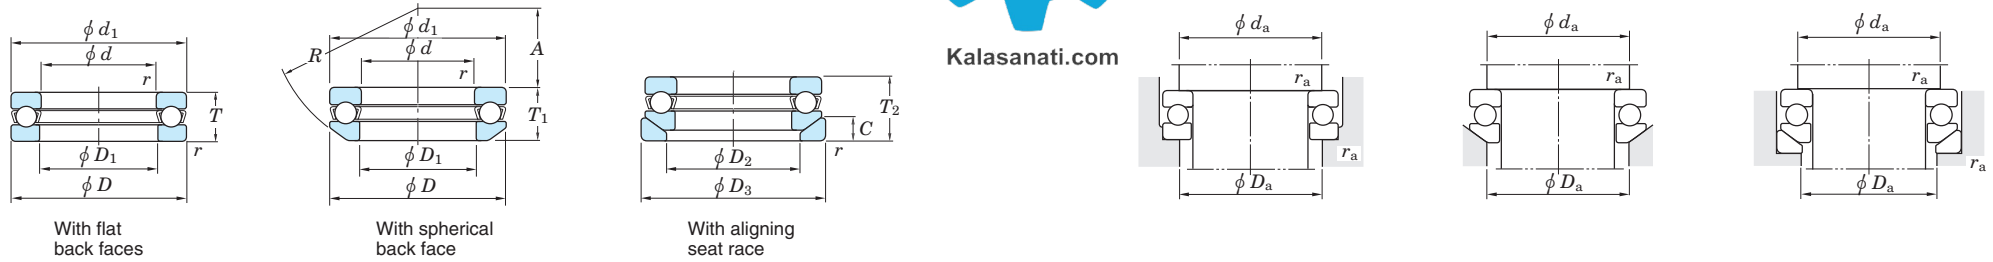 φ d₁
φ d
r
T
r
φ D₁
φ D
With flat
back faces
R
φ d₁
φ d
r
A
T₁
φ D₁
φ D
With spherical
back face
T₂
C
r
φ D₂
φ D₃
With aligning
seat race
Kalasanati.com
φ dₐ
rₐ
rₐ
φ Dₐ
φ dₐ
rₐ
φ Dₐ
φ dₐ
rₐ
rₐ
φ Dₐ